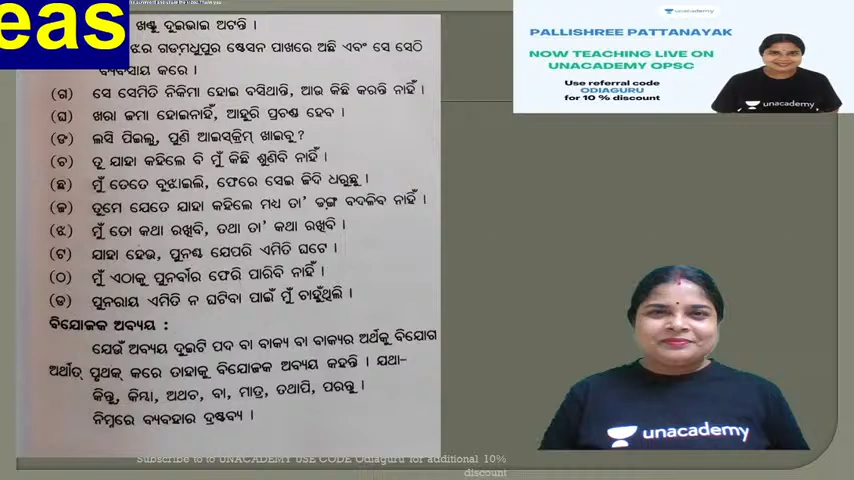 eas
ଖଣ୍ଡୁ ଦୁଇଭାଇ ଅଟନ୍ତି ।
ଗଡ଼ମଧୁପୁର ଷ୍ଟେସନ ପାଖରେ ଅଛି ଏବଂ ସେ ସେଠି
ବ୍ୟବସାୟ କରେ ।
(ଗ) ସେ ସେମିତି ନିକମା ହୋଇ ବସିଥାନ୍ତି, ଆଉ କିଛି କରନ୍ତି ନାହିଁ ।
(ଘ) ଖରା କମା ହୋଇନାହିଁ, ଆହୁରି ପ୍ରଚଣ୍ଡ ହେବ ।
(ଙ) ଲସି ପିଇଲୁ, ପୁଣି ଆଇସ୍‌କ୍ରିମ୍ ଖାଇବୁ ?
(ଚ) ତୁ ଯାହା କହିଲେ ବି ମୁଁ କିଛି ଶୁଣିବି ନାହିଁ ।
(ଛ) ମୁଁ ତେତେ ବୁଝାଇଲି, ଫେରେ ସେଇ ଜିଦି ଧରୁଛୁ ।
(ଜ) ତୁମେ ଯେତେ ଯାହା କହିଲେ ମଧ୍ୟ ତା' ଢଙ୍ଗ ବଦଳିବ ନାହିଁ ।
(ଝ) ମୁଁ ତୋ କଥା ରଖିବି, ତଥା ତା' କଥା ରଖିବି ।
(ଟ) ଯାହା ହେଉ, ପୁନଶ୍ଚ ଯେପରି ଏମିତି ଘଟେ ।
(ଠ) ମୁଁ ଏଠାକୁ ପୁନର୍ବାର ଫେରି ପାରିବି ନାହିଁ ।
(ଡ) ପୁନରାୟ ଏମିତି ନ ଘଟିବା ପାଇଁ ମୁଁ ଚାହୁଁଥିଲି ।
ବିଯୋଜକ ଅବ୍ୟୟ :
ଯେଉଁ ଅବ୍ୟୟ ଦୁଇଟି ପଦ ବା ବାକ୍ୟ ବା ବାକ୍ୟର ଅର୍ଥକୁ ବିଯୋଗ
ଅର୍ଥାତ୍ ପୃଥକ୍ କରେ ତାହାକୁ ବିଯୋଜକ ଅବ୍ୟୟ କହନ୍ତି । ଯଥା–
କିନ୍ତୁ, କିମ୍ବା, ଅଥଚ, ବା, ମାତ୍ର, ତଥାପି, ପରନ୍ତୁ ।
ନିମ୍ନରେ ବ୍ୟବହାର ଦ୍ରଷ୍ଟବ୍ୟ ।
unacademy
PALLISHREE PATTANAYAK
NOW TEACHING LIVE ON
UNACADEMY OPSC
Use referral code
ODIAGURU
for 10 % discount
unacademy
unacademy
Subscribe to to UNACADEMY USE CODE Odiaguru for additional 10%
discount